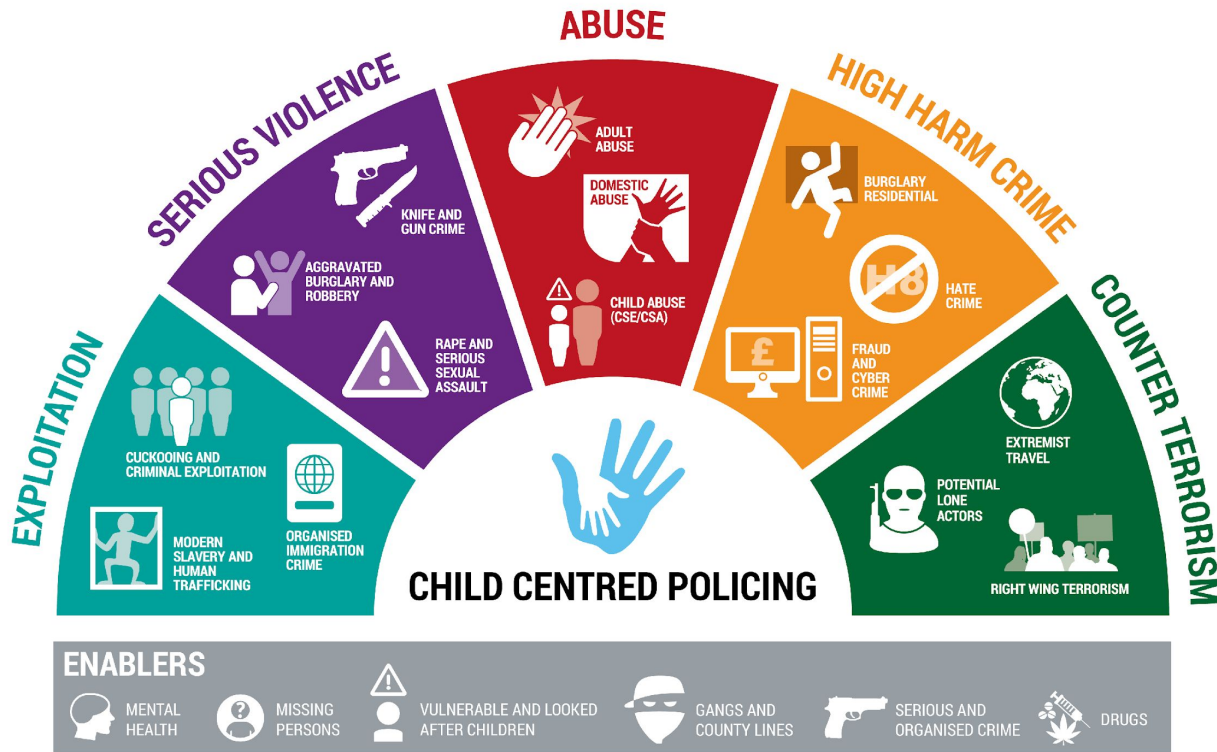 EXPLOITATION
CUCKOOING AND
CRIMINAL EXPLOITATION
MODERN
SLAVERY AND
HUMAN
TRAFFICKING
ORGANISED
IMMIGRATION
CRIME
SERIOUS VIOLENCE
KNIFE AND
GUN CRIME
AGGRAVATED
BURGLARY AND
ROBBERY
RAPE AND
SERIOUS
SEXUAL
ASSAULT
ABUSE
ADULT
ABUSE
DOMESTIC
ABUSE
CHILD ABUSE
(CSE/CSA)
HIGH HARM CRIME
BURGLARY
RESIDENTIAL
H8
HATE
CRIME
£
FRAUD
AND
CYBER
CRIME
COUNTER TERRORISM
EXTREMIST
TRAVEL
POTENTIAL
LONE
ACTORS
RIGHT WING TERRORISM
CHILD CENTRED POLICING
ENABLERS
MENTAL
HEALTH
?
MISSING
PERSONS
VULNERABLE AND LOOKED
AFTER CHILDREN
GANGS AND
COUNTY LINES
SERIOUS AND
ORGANISED CRIME
DRUGS